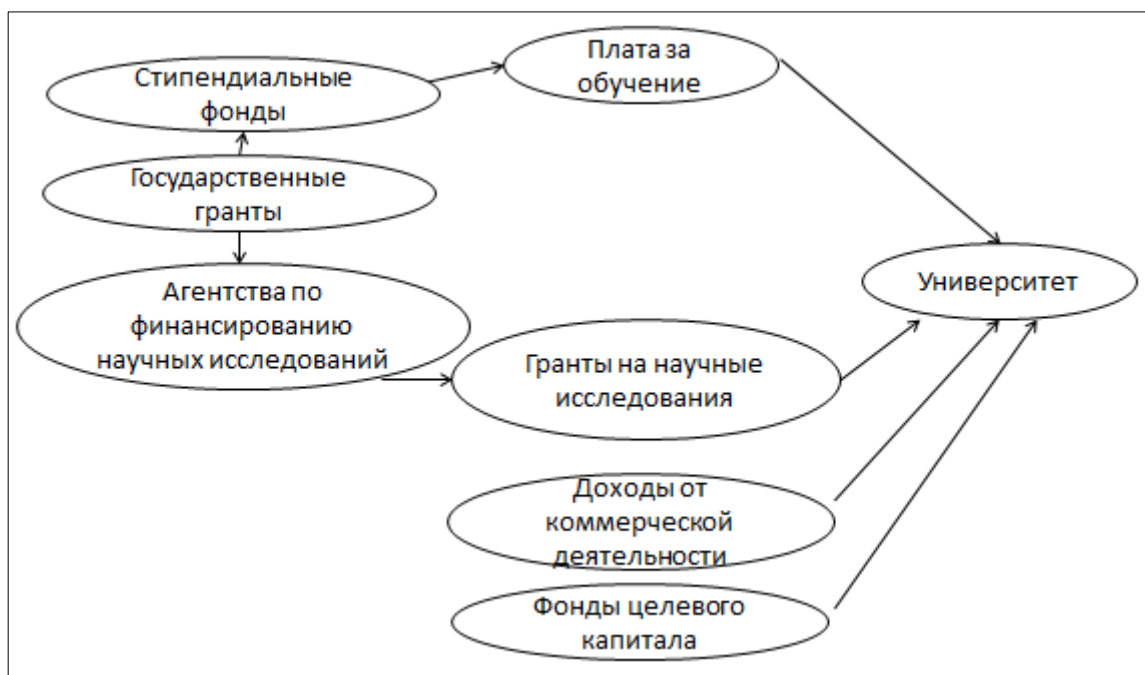 Стипендиальные
фонды
Плата за
обучение
Государственные
гранты
Агентства по
финансированию
научных исследований
Университет
Гранты на научные
исследования
Доходы от
коммерческой
деятельности
Фонды целевого
капитала